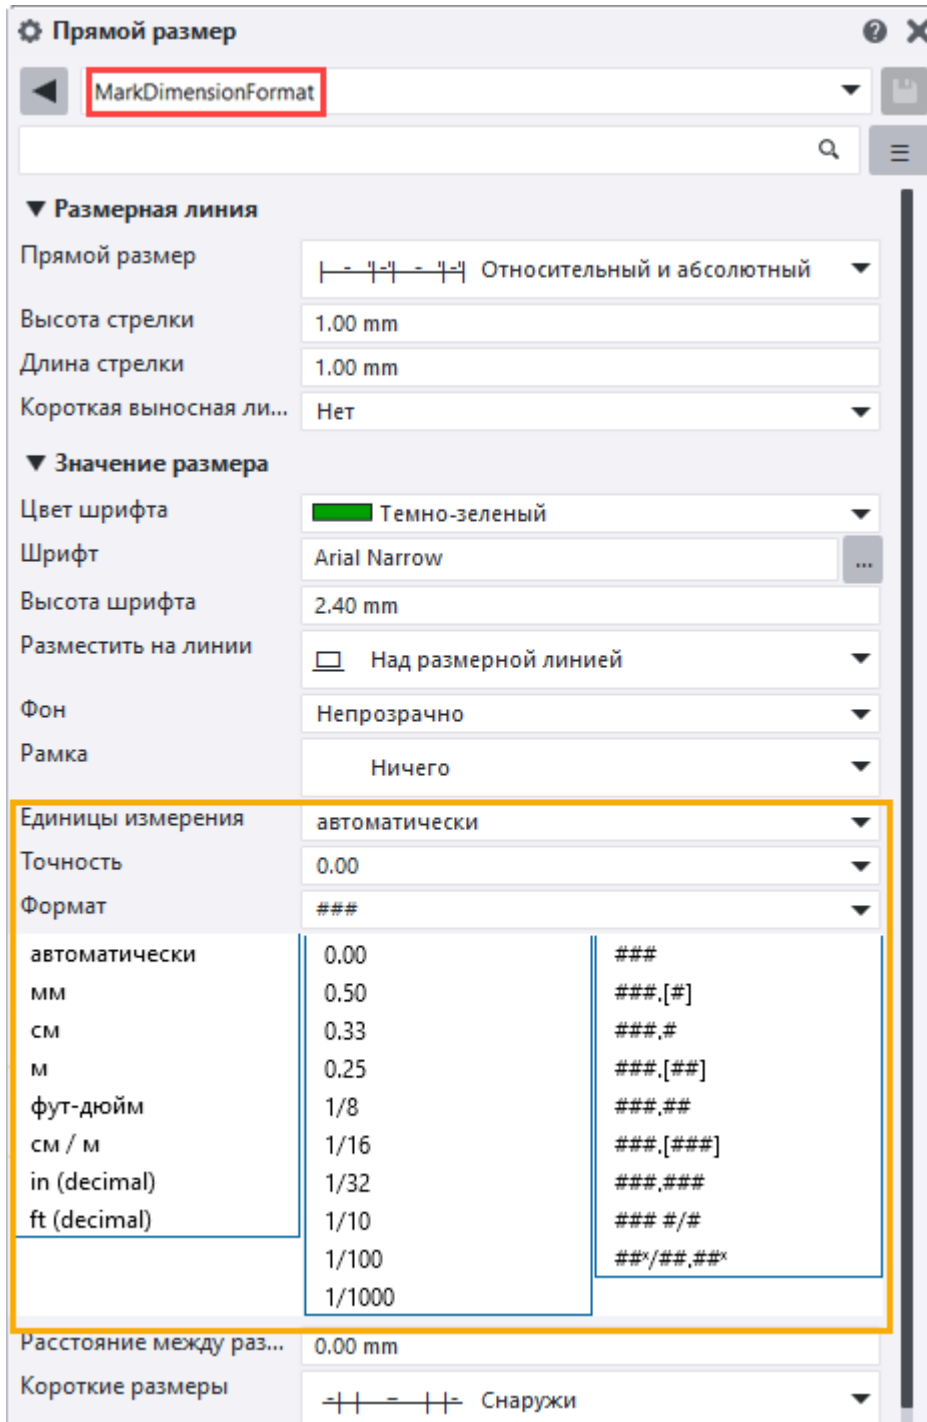 Прямой размер
MarkDimensionFormat
Размерная линия
Прямой размер Относительный и абсолютный
Высота стрелки 1.00 mm
Длина стрелки 1.00 mm
Короткая выносная ли... Нет
Значение размера
Цвет шрифта Темно-зеленый
Шрифт Arial Narrow ...
Высота шрифта 2.40 mm
Разместить на линии Над размерной линией
Фон Непрозрачно
Рамка Ничего
Единицы измерения автоматически
Точность 0.00
Формат ###
автоматически 0.00 ###
мм 0.50 ###.[#]
см 0.33 ###.#
м 0.25 ###.[##]
фут-дюйм 1/8 ###.##
см / м 1/16 ###.[###]
in (decimal) 1/32 ###.###
ft (decimal) 1/10 ### #/#
1/100 ##ˣ/##.##ˣ
1/1000
Расстояние между раз... 0.00 mm
Короткие размеры Снаружи